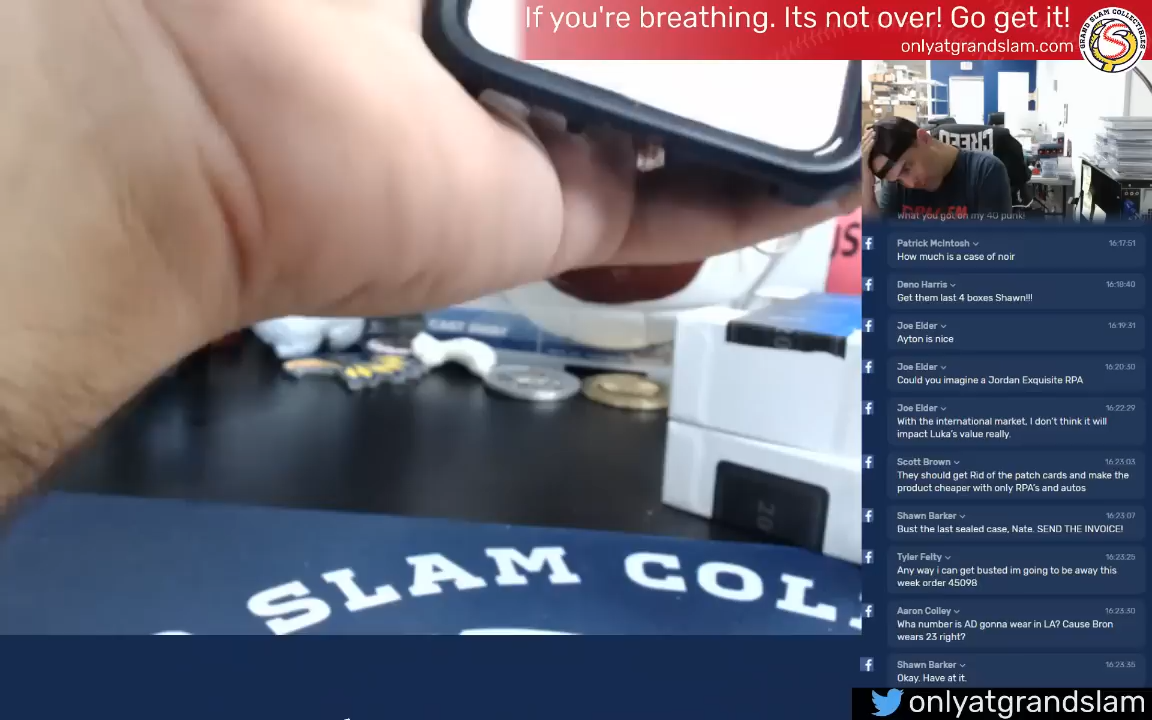 If you're breathing. Its not over! Go get it!
onlyatgrandslam.com
GRAND SLAM COLLECTIBLES
S
CREED
What you got on my 40 punk!
Patrick McIntosh
16:17:51
How much is a case of noir
Deno Harris
16:18:40
Get them last 4 boxes Shawn!!!
Joe Elder
16:19:31
Ayton is nice
Joe Elder
16:20:30
Could you imagine a Jordan Exquisite RPA
Joe Elder
16:22:29
With the international market, I don't think it will
impact Luka's value really.
Scott Brown
16:23:03
They should get Rid of the patch cards and make the
product cheaper with only RPA's and autos
Shawn Barker
16:23:07
Bust the last sealed case, Nate. SEND THE INVOICE!
Tyler Felty
16:23:25
Any way i can get busted im going to be away this
week order 45098
Aaron Colley
16:23:30
Wha number is AD gonna wear in LA? Cause Bron
wears 23 right?
Shawn Barker
16:23:35
Okay. Have at it.
CAST AWAY
20
20
SLAM COL
onlyatgrandslam